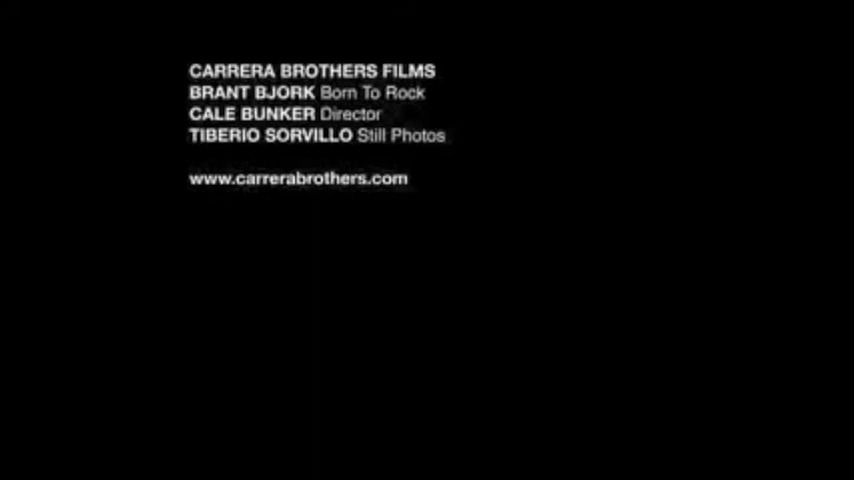 CARRERA BROTHERS FILMS
BRANT BJORK Born To Rock
CALE BUNKER Director
TIBERIO SORVILLO Still Photos
www.carrerabrothers.com